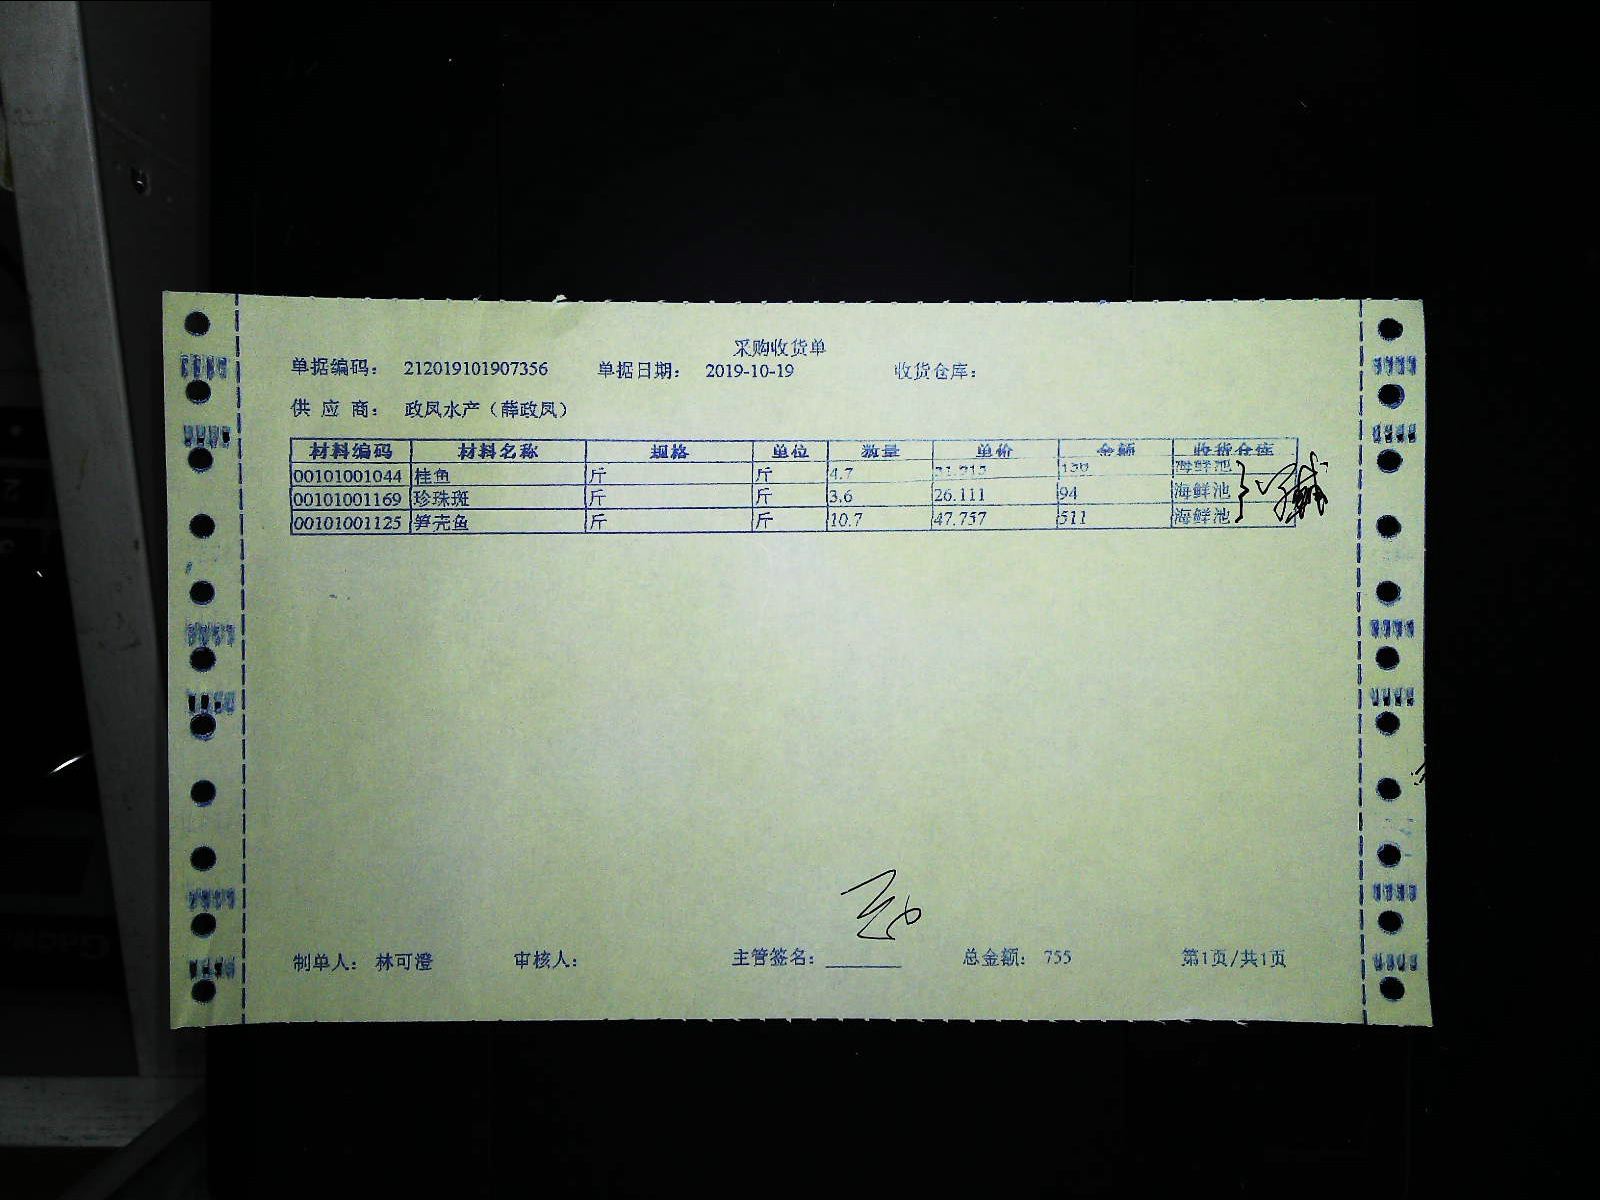 采购收货单
单据编码： 212019101907356 单据日期： 2019-10-19 收货仓库：
供 应 商： 政凤水产（薛政凤）
材料编码 材料名称 规格 单位 数量 单价 金额 收货仓库
00101001044 桂鱼 斤 斤 4.7 海鲜池
00101001169 珍珠斑 斤 斤 3.6 26.111 94 海鲜池
00101001125 笋壳鱼 斤 斤 10.7 47.757 511 海鲜池
制单人： 林可澄 审核人： 主管签名： 总金额： 755 第1页/共1页